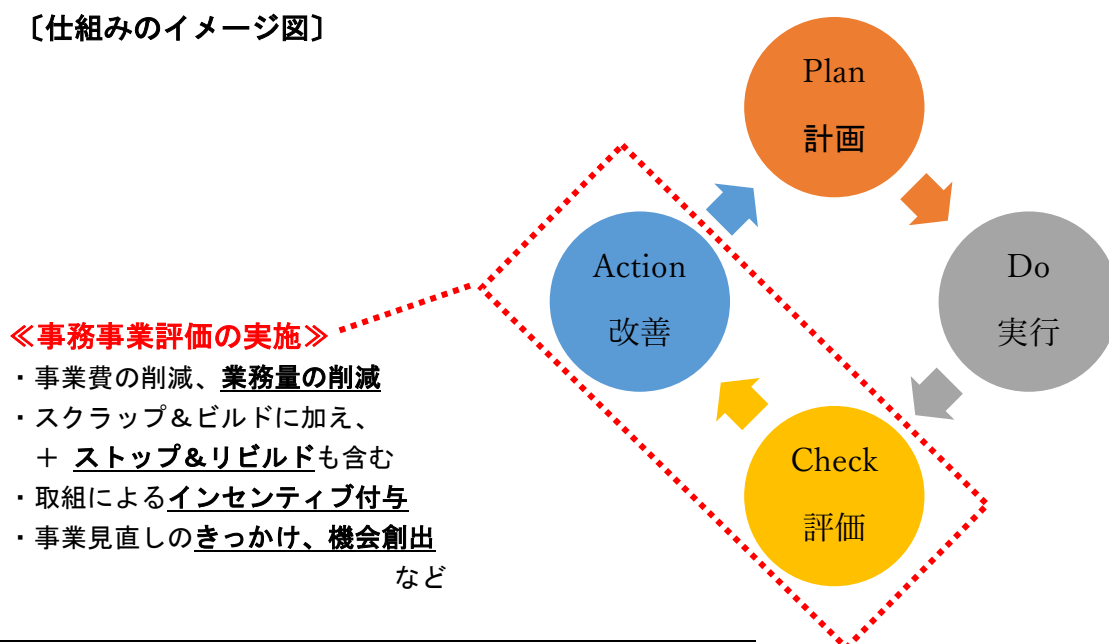 〔仕組みのイメージ図〕
Plan
計画
Do
実行
Check
評価
Action
改善
≪事務事業評価の実施≫
・事業費の削減、業務量の削減
・スクラップ＆ビルドに加え、
＋ ストップ&リビルドも含む
・取組によるインセンティブ付与
・事業見直しのきっかけ、機会創出
など